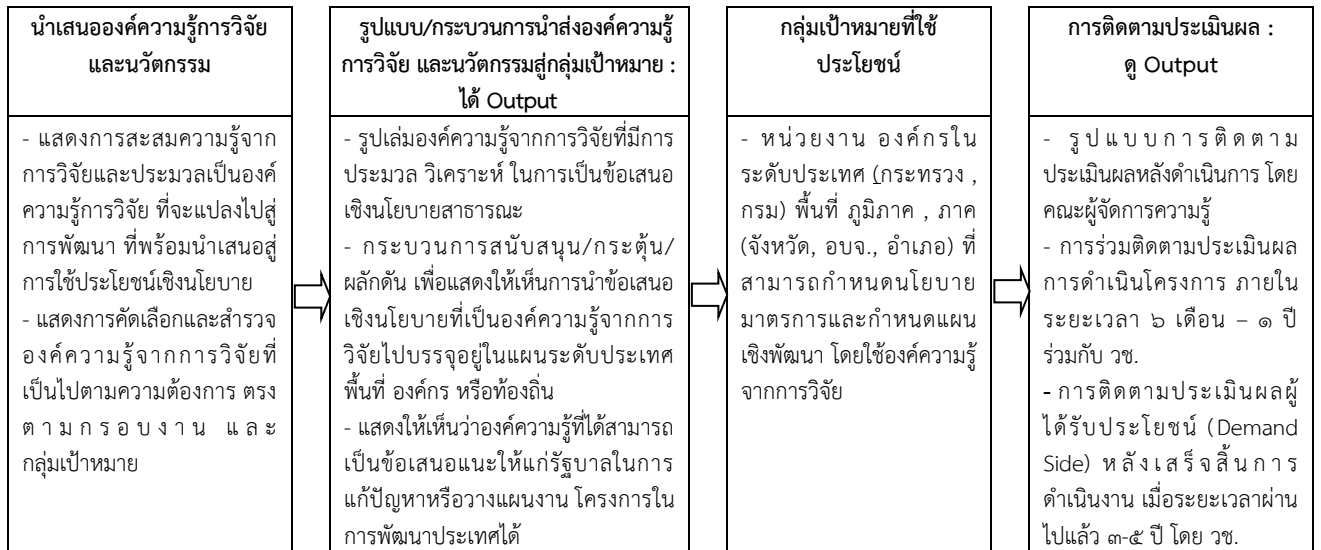 นำเสนอองค์ความรู้การวิจัย
และนวัตกรรม
- แสดงการสะสมความรู้จาก
การวิจัยและประมวลเป็นองค์
ความรู้การวิจัย ที่จะแปลงไปสู่
การพัฒนา ที่พร้อมนำเสนอสู่
การใช้ประโยชน์เชิงนโยบาย
- แสดงการคัดเลือกและสำรวจ
องค์ความรู้จากการวิจัยที่
เป็นไปตามความต้องการ ตรง
ตามกรอบงาน และ
กลุ่มเป้าหมาย
รูปแบบ/กระบวนการนำส่งองค์ความรู้
การวิจัย และนวัตกรรมสู่กลุ่มเป้าหมาย :
ได้ Output
- รูปเล่มองค์ความรู้จากการวิจัยที่มีการ
ประมวล วิเคราะห์ ในการเป็นข้อเสนอ
เชิงนโยบายสาธารณะ
- กระบวนการสนับสนุน/กระตุ้น/
ผลักดัน เพื่อแสดงให้เห็นการนำข้อเสนอ
เชิงนโยบายที่เป็นองค์ความรู้จากการ
วิจัยไปบรรจุอยู่ในแผนระดับประเทศ
พื้นที่ องค์กร หรือท้องถิ่น
- แสดงให้เห็นว่าองค์ความรู้ที่ได้สามารถ
เป็นข้อเสนอแนะให้แก่รัฐบาลในการ
แก้ปัญหาหรือวางแผนงาน โครงการใน
การพัฒนาประเทศได้
กลุ่มเป้าหมายที่ใช้
ประโยชน์
- หน่วยงาน องค์กรใน
ระดับประเทศ (กระทรวง ,
กรม) พื้นที่ ภูมิภาค , ภาค
(จังหวัด, อบจ., อำเภอ) ที่
สามารถกำหนดนโยบาย
มาตรการและกำหนดแผน
เชิงพัฒนา โดยใช้องค์ความรู้
จากการวิจัย
การติดตามประเมินผล :
ดู Output
- รูปแบบการติดตาม
ประเมินผลหลังดำเนินการ โดย
คณะผู้จัดการความรู้
- การร่วมติดตามประเมินผล
การดำเนินโครงการ ภายใน
ระยะเวลา ๖ เดือน – ๑ ปี
ร่วมกับ วช.
- การติดตามประเมินผลผู้
ได้รับประโยชน์ (Demand
Side) หลังเสร็จสิ้นการ
ดำเนินงาน เมื่อระยะเวลาผ่าน
ไปแล้ว ๓-๕ ปี โดย วช.